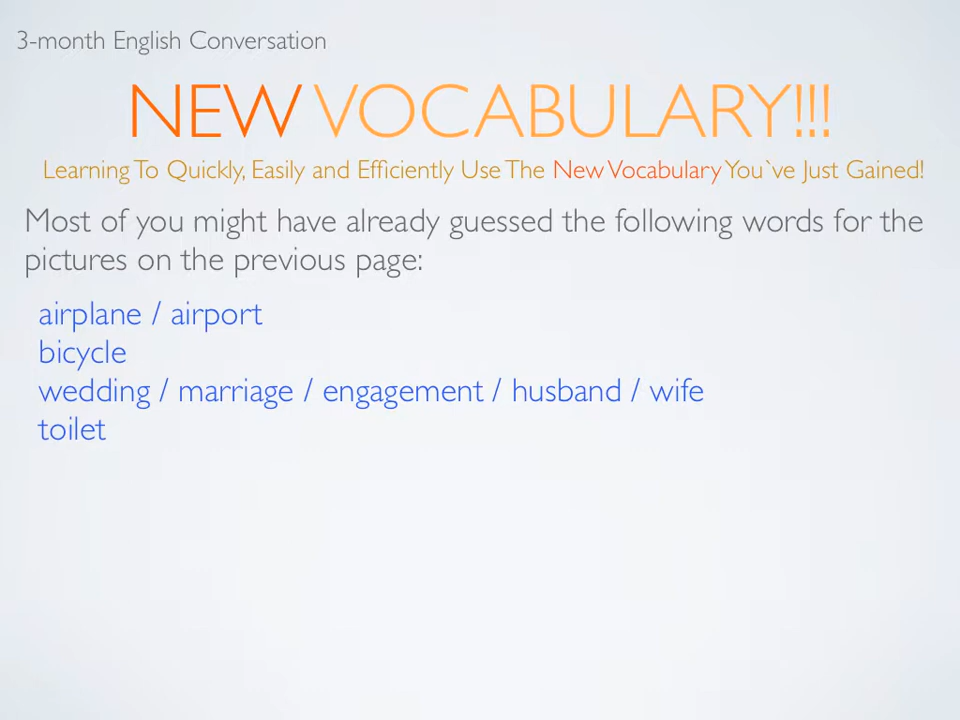 3-month English Conversation
NEW VOCABULARY!!!
Learning To Quickly, Easily and Efficiently Use The New Vocabulary You`ve Just Gained!
Most of you might have already guessed the following words for the
pictures on the previous page:
airplane / airport
bicycle
wedding / marriage / engagement / husband / wife
toilet